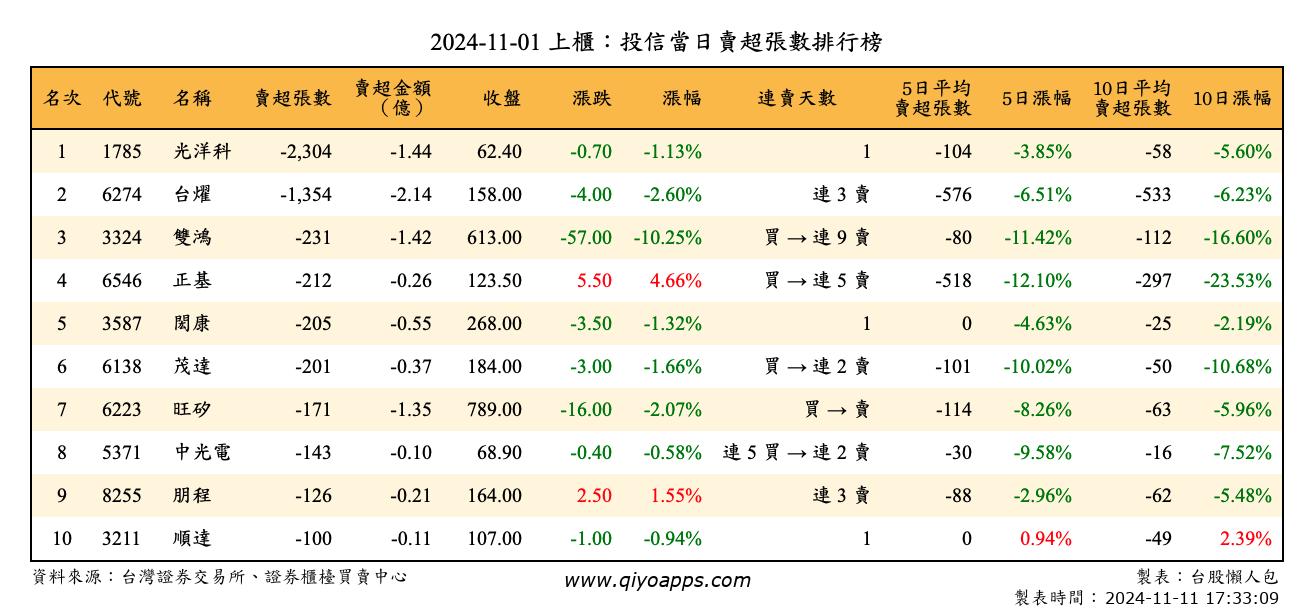 2024-11-01 上櫃：投信當日賣超張數排行榜
名次 代號 名稱 賣超張數 賣超金額（億） 收盤 漲跌 漲幅 連賣天數 5日平均賣超張數 5日漲幅 10日平均賣超張數 10日漲幅
1 1785 光洋科 -2,304 -1.44 62.40 -0.70 -1.13% 1 -104 -3.85% -58 -5.60%
2 6274 台燿 -1,354 -2.14 158.00 -4.00 -2.60% 連 3 賣 -576 -6.51% -533 -6.23%
3 3324 雙鴻 -231 -1.42 613.00 -57.00 -10.25% 買 → 連 9 賣 -80 -11.42% -112 -16.60%
4 6546 正基 -212 -0.26 123.50 5.50 4.66% 買 → 連 5 賣 -518 -12.10% -297 -23.53%
5 3587 閎康 -205 -0.55 268.00 -3.50 -1.32% 1 0 -4.63% -25 -2.19%
6 6138 茂達 -201 -0.37 184.00 -3.00 -1.66% 買 → 連 2 賣 -101 -10.02% -50 -10.68%
7 6223 旺矽 -171 -1.35 789.00 -16.00 -2.07% 買 → 賣 -114 -8.26% -63 -5.96%
8 5371 中光電 -143 -0.10 68.90 -0.40 -0.58% 連 5 買 → 連 2 賣 -30 -9.58% -16 -7.52%
9 8255 朋程 -126 -0.21 164.00 2.50 1.55% 連 3 賣 -88 -2.96% -62 -5.48%
10 3211 順達 -100 -0.11 107.00 -1.00 -0.94% 1 0 0.94% -49 2.39%
資料來源：台灣證券交易所、證券櫃檯買賣中心 www.qiyoapps.com 製表：台股懶人包
製表時間：2024-11-11 17:33:09